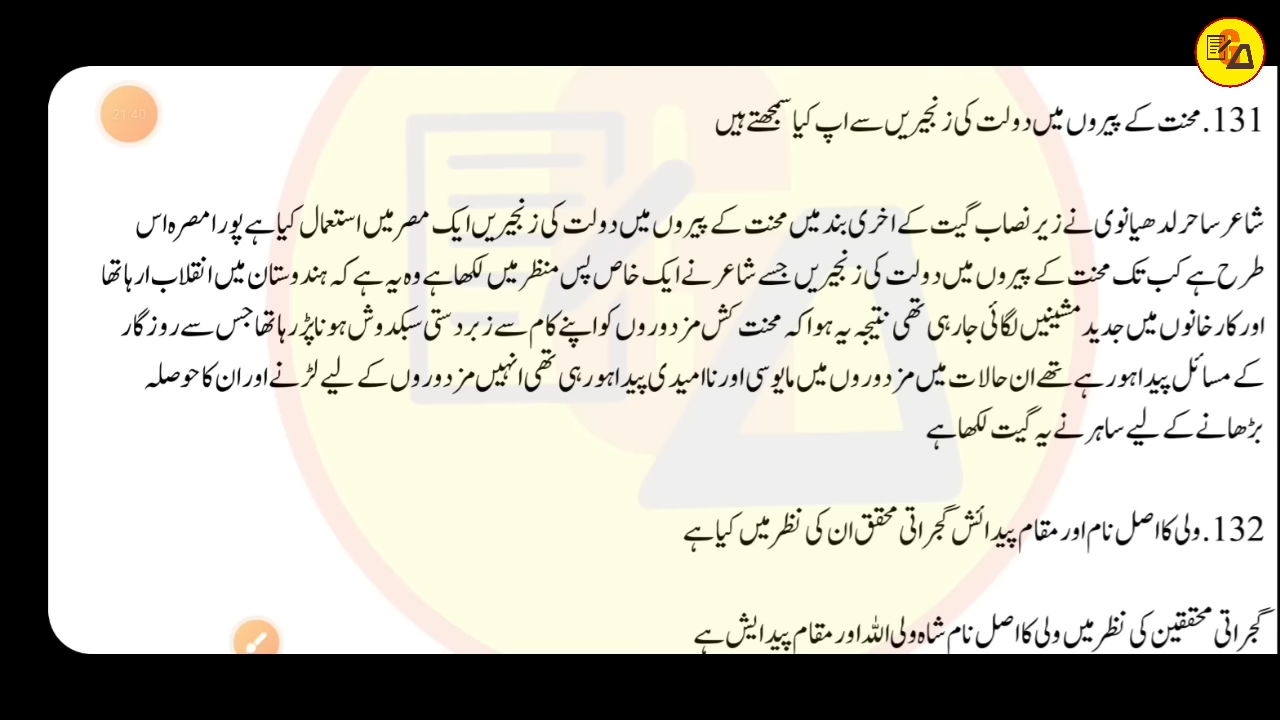 21:40
131. محنت کے پیروں میں دولت کی زنجیریں سے اپ کیا سمجھتے ہیں
شاعر ساحر لدھیانوی نے زیر نصاب گیت کے اخری بند میں محنت کے پیروں میں دولت کی زنجیریں ایک مصر میں استعمال کیا ہے پورا مصرہ اس
طرح ہے کب تک محنت کے پیروں میں دولت کی زنجیریں جسے شاعر نے ایک خاص پس منظر میں لکھا ہے وہ یہ ہے کہ ہندوستان میں انقلاب ارہا تھا
اور کارخانوں میں جدید مشینیں لگائی جا رہی تھی نتیجہ یہ ہوا کہ محنت کش مزدوروں کو اپنے کام سے زبردستی سبکدوش ہونا پڑ رہا تھا جس سے روزگار
کے مسائل پیدا ہو رہے تھے ان حالات میں مزدوروں میں مایوسی اور ناامیدی پیدا ہو رہی تھی انہیں مزدوروں کے لیے لڑنے اور ان کا حوصلہ
بڑھانے کے لیے ساہر نے یہ گیت لکھا ہے
132. ولی کا اصل نام اور مقام پیدائش گجراتی محقق ان کی نظر میں کیا ہے
گجراتی محققین کی نظر میں ولی کا اصل نام شاہ ولی اللہ اور مقام پیدایش ہے